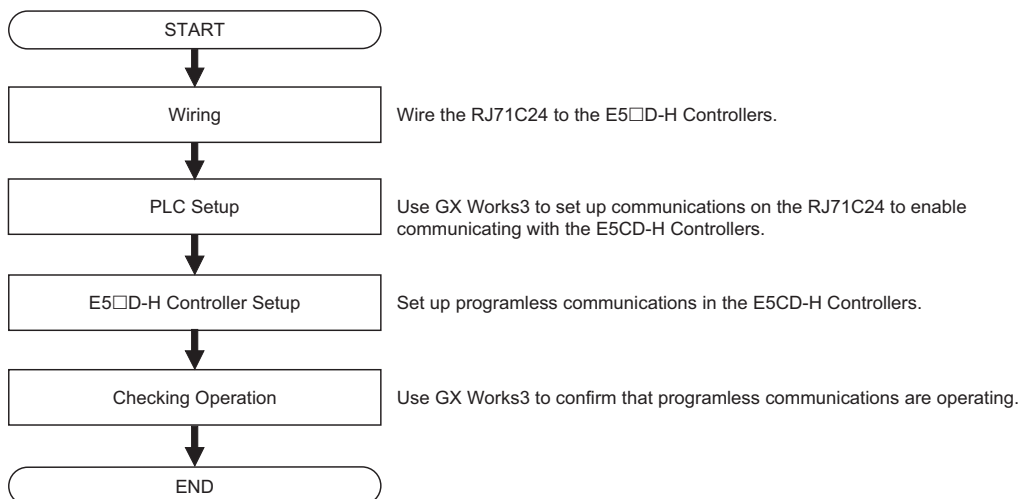 START
Wiring
Wire the RJ71C24 to the E5□D-H Controllers.
PLC Setup
Use GX Works3 to set up communications on the RJ71C24 to enable
communicating with the E5CD-H Controllers.
E5□D-H Controller Setup
Set up programless communications in the E5CD-H Controllers.
Checking Operation
Use GX Works3 to confirm that programless communications are operating.
END